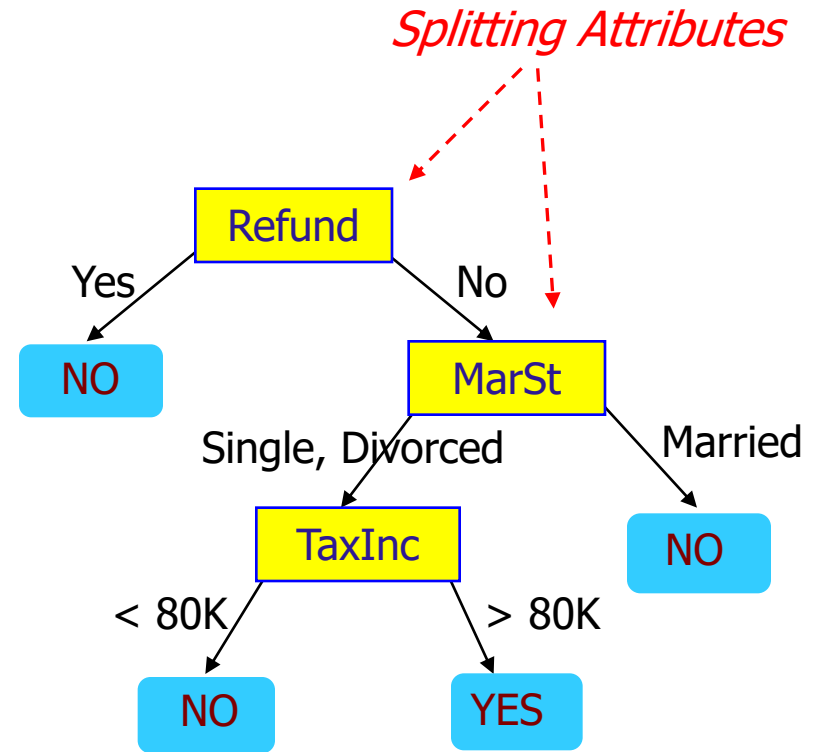 Splitting Attributes
Refund
Yes
No
NO
MarSt
Single, Divorced
Married
TaxInc
NO
< 80K
> 80K
NO
YES